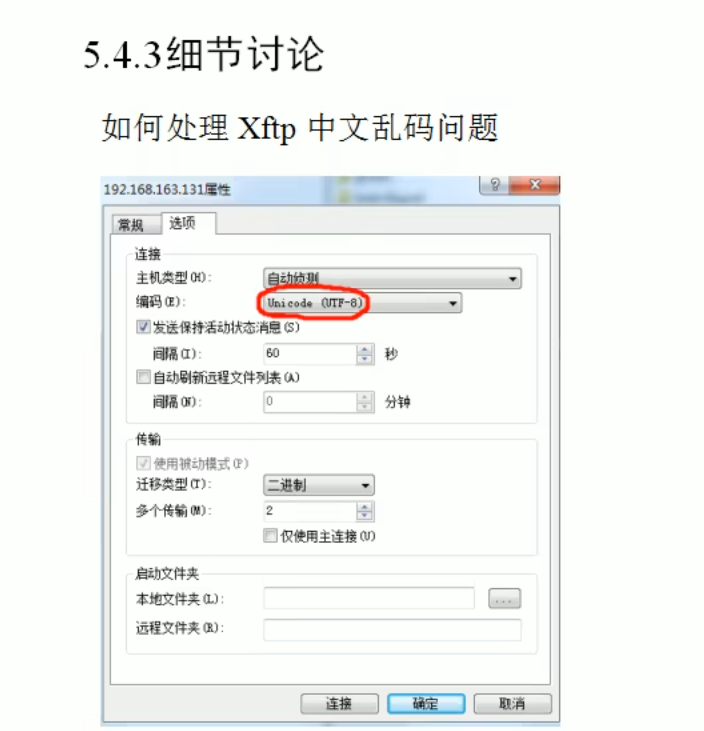 5.4.3细节讨论
如何处理 Xftp 中文乱码问题
192.168.163.131属性
常规 选项
连接
主机类型(H): 自动侦测
编码(E): Unicode (UTF-8)
发送保持活动状态消息(S)
间隔(I): 60 秒
自动刷新远程文件列表(A)
间隔(N): 0 分钟
传输
使用被动模式(P)
迁移类型(T): 二进制
多个传输(M): 2
仅使用主连接(U)
启动文件夹
本地文件夹(L): ...
远程文件夹(R):
连接 确定 取消